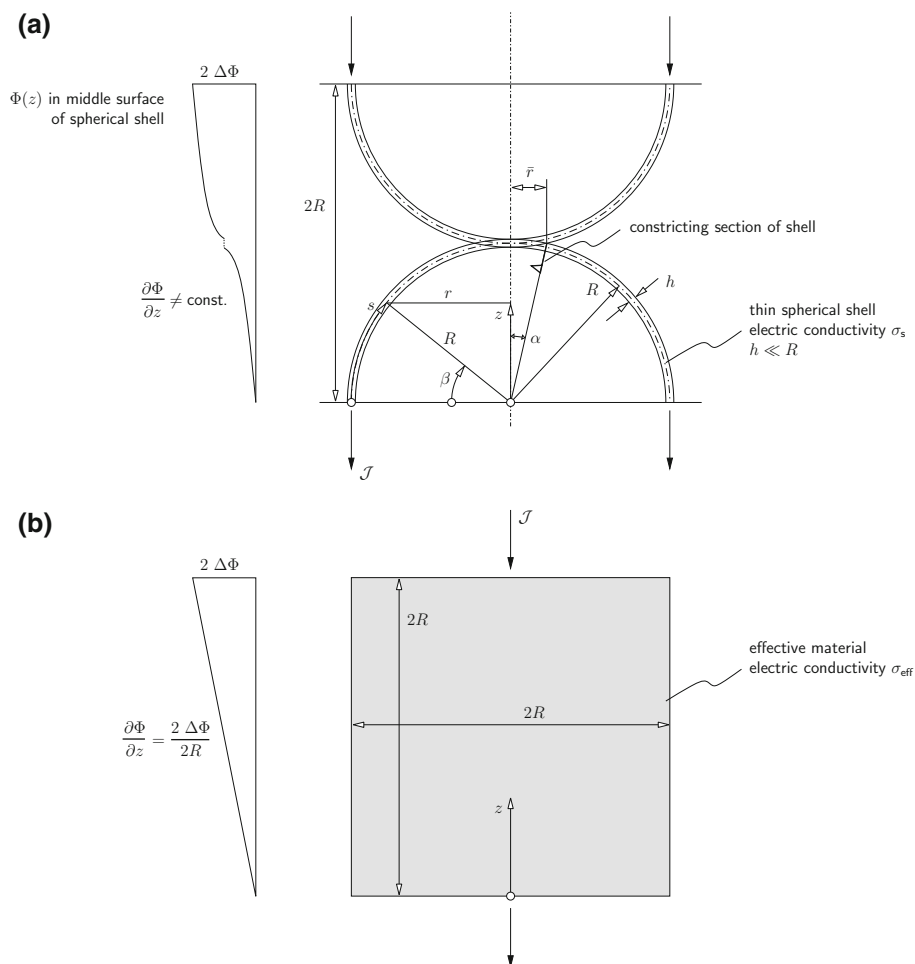 (a)
2 ΔΦ
Φ(z) in middle surface
of spherical shell
r̄
2R
constricting section of shell
∂Φ/∂z ≠ const.
s
r
z
R
h
R
α
β
thin spherical shell
electric conductivity σs
h ≪ R
𝒥
(b)
𝒥
2 ΔΦ
2R
effective material
electric conductivity σeff
2R
∂Φ/∂z = 2 ΔΦ/2R
z